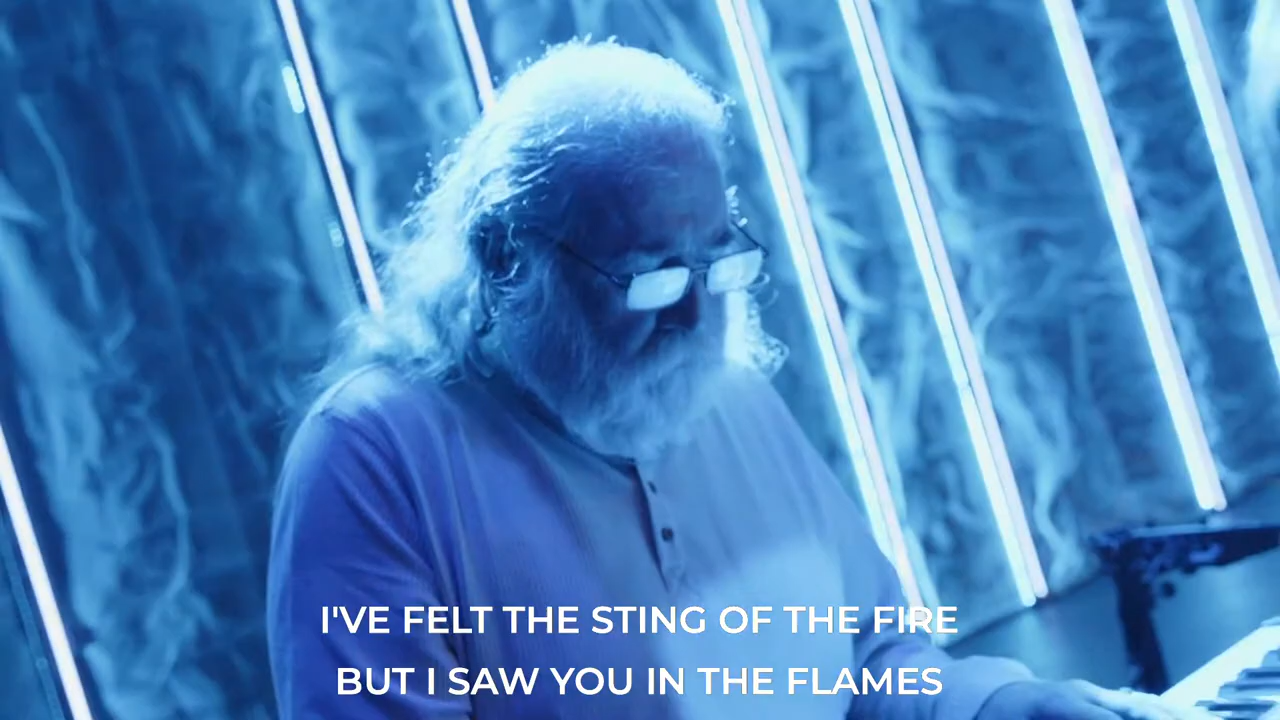 I'VE FELT THE STING OF THE FIRE
BUT I SAW YOU IN THE FLAMES